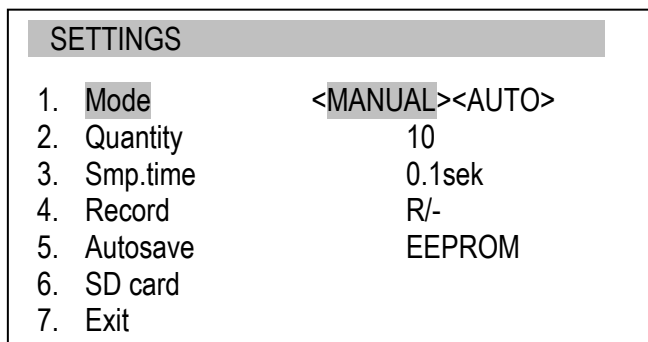 SETTINGS
1. Mode <MANUAL><AUTO>
2. Quantity 10
3. Smp.time 0.1sek
4. Record R/-
5. Autosave EEPROM
6. SD card
7. Exit